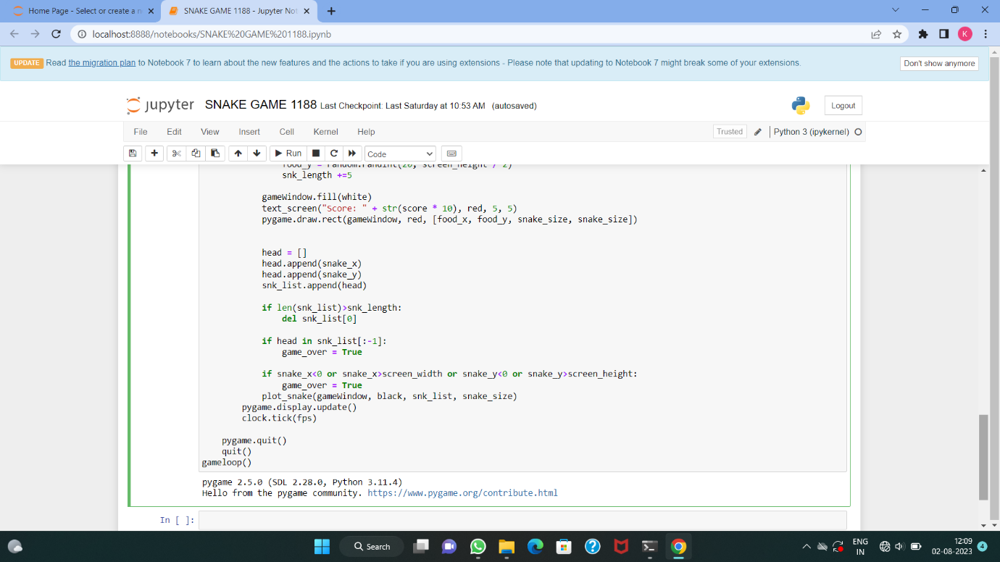 Home Page - Select or create a n
SNAKE GAME 1188 - Jupyter Not
localhost:8888/notebooks/SNAKE%20GAME%201188.ipynb
K
UPDATE Read the migration plan to Notebook 7 to learn about the new features and the actions to take if you are using extensions - Please note that updating to Notebook 7 might break some of your extensions.
Don't show anymore
jupyter SNAKE GAME 1188 Last Checkpoint: Last Saturday at 10:53 AM (autosaved)
Logout
File Edit View Insert Cell Kernel Help
Trusted Python 3 (ipykernel)
Run Code
food_y = random.randint(20, screen_height / 2)
snk_length +=5
gameWindow.fill(white)
text_screen("Score: " + str(score * 10), red, 5, 5)
pygame.draw.rect(gameWindow, red, [food_x, food_y, snake_size, snake_size])
head = []
head.append(snake_x)
head.append(snake_y)
snk_list.append(head)
if len(snk_list)>snk_length:
del snk_list[0]
if head in snk_list[:-1]:
game_over = True
if snake_x<0 or snake_x>screen_width or snake_y<0 or snake_y>screen_height:
game_over = True
plot_snake(gameWindow, black, snk_list, snake_size)
pygame.display.update()
clock.tick(fps)
pygame.quit()
quit()
gameloop()
pygame 2.5.0 (SDL 2.28.0, Python 3.11.4)
Hello from the pygame community. https://www.pygame.org/contribute.html
In [ ]:
Search
ENG
IN
12:09
02-08-2023
4